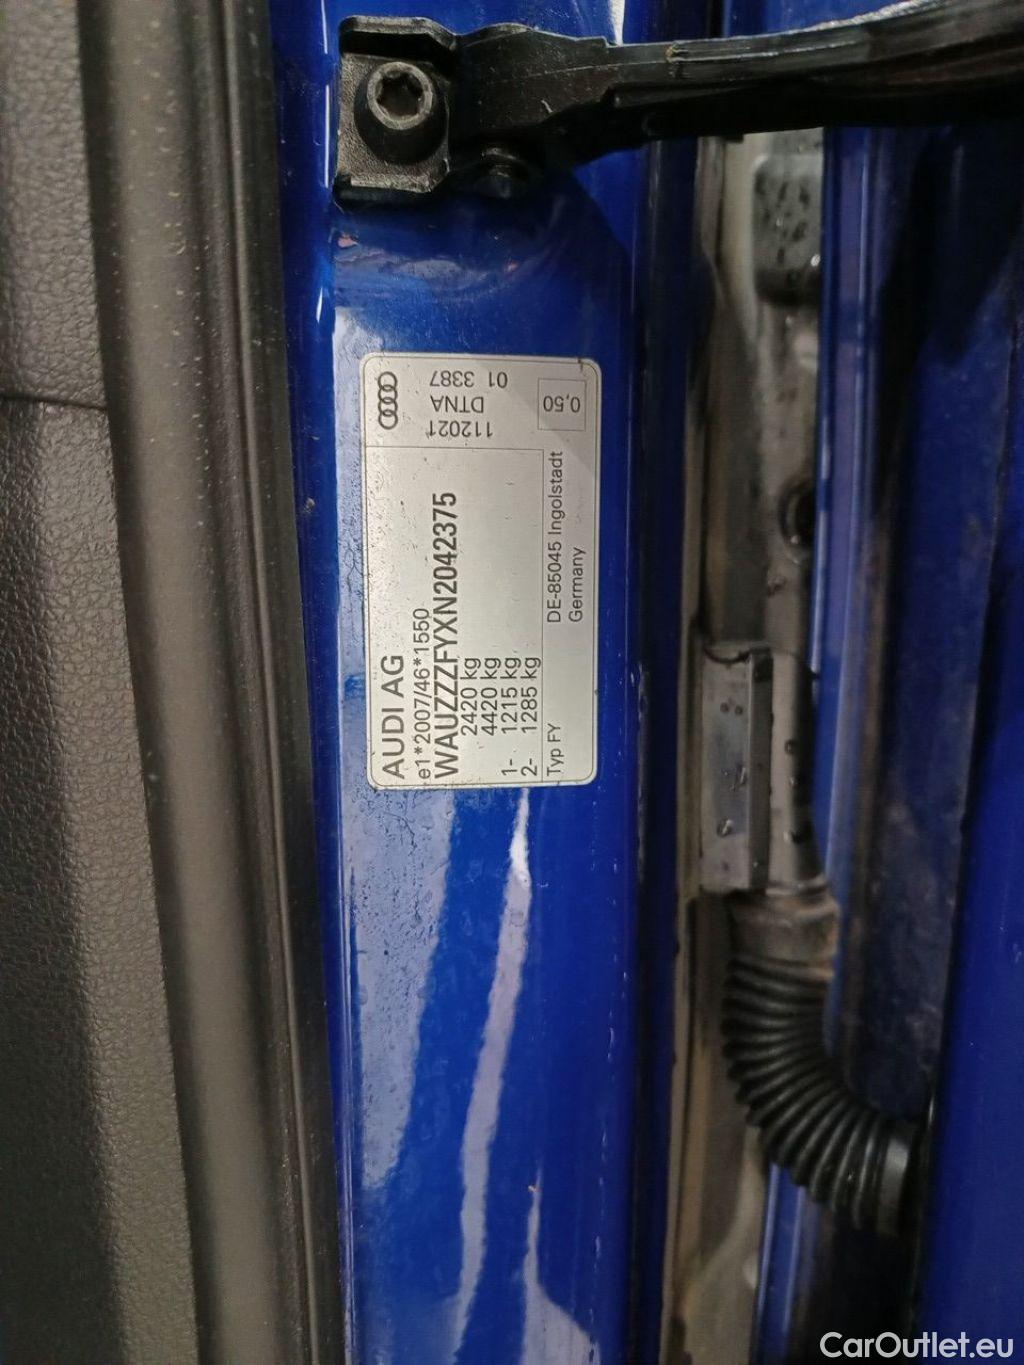 AUDI AG
e1*2007/46*1550
WAUZZZFYXN2042375
2420 kg
4420 kg
1- 1215 kg
2- 1285 kg
Typ FY
DE-85045 Ingolstadt
Germany
112021
DTNA
01 3387
0,50
CarOutlet.eu